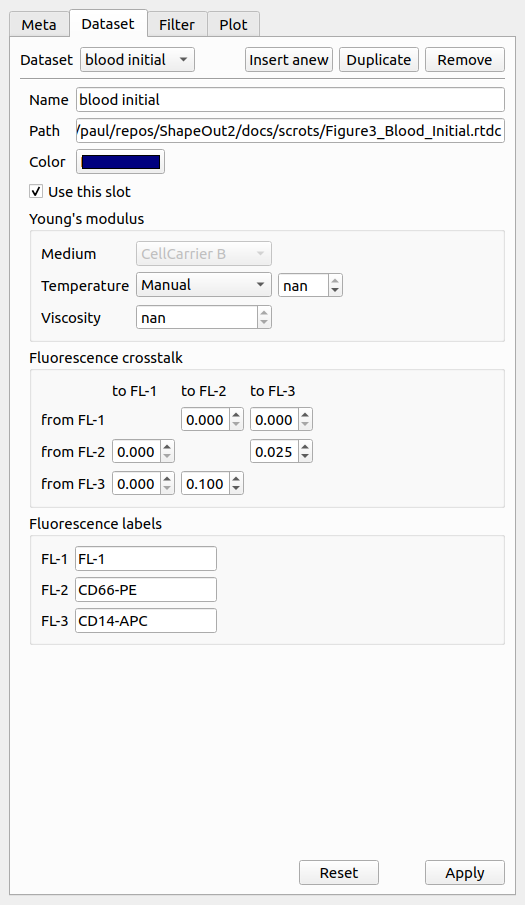 Meta Dataset Filter Plot
Dataset blood initial Insert anew Duplicate Remove
Name blood initial
Path /paul/repos/ShapeOut2/docs/scrots/Figure3_Blood_Initial.rtdc
Color
Use this slot
Young's modulus
Medium CellCarrier B
Temperature Manual nan
Viscosity nan
Fluorescence crosstalk
to FL-1 to FL-2 to FL-3
from FL-1 0.000 0.000
from FL-2 0.000 0.025
from FL-3 0.000 0.100
Fluorescence labels
FL-1 FL-1
FL-2 CD66-PE
FL-3 CD14-APC
Reset Apply